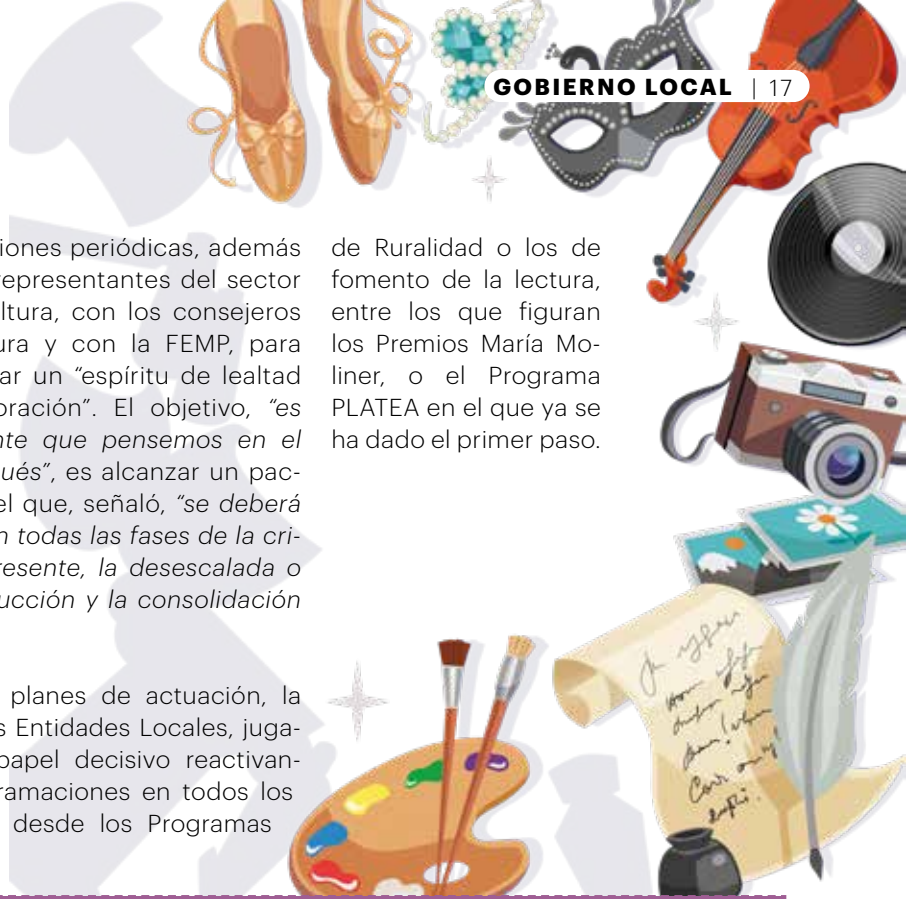 GOBIERNO LOCAL | 17
iones periódicas, además
representantes del sector
ltura, con los consejeros
ura y con la FEMP, para
ar un “espíritu de lealtad
oración”. El objetivo, “es
nte que pensemos en el
ués”, es alcanzar un pac-
el que, señaló, “se deberá
n todas las fases de la cri-
resente, la desescalada o
ucción y la consolidación
planes de actuación, la
s Entidades Locales, juga-
papel decisivo reactivan-
ramaciones en todos los
desde los Programas
de Ruralidad o los de
fomento de la lectura,
entre los que figuran
los Premios María Mo-
liner, o el Programa
PLATEA en el que ya se
ha dado el primer paso.